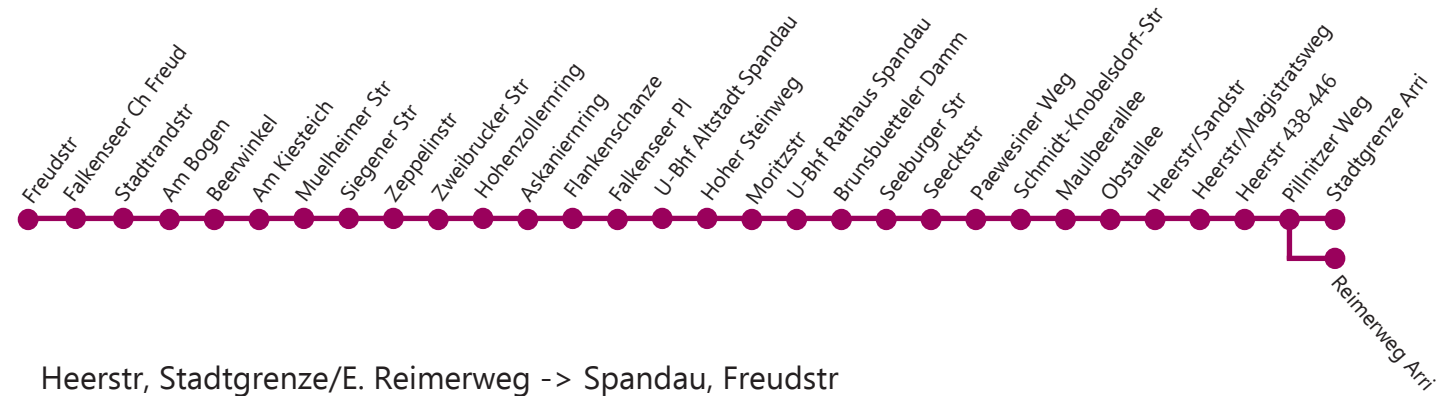 Freudstr
Falkenseer Ch Freud
Stadtrandstr
Am Bogen
Beerwinkel
Am Kiesteich
Muelheimer Str
Siegener Str
Zeppelinstr
Zweibrucker Str
Hohenzollernring
Askaniernring
Flankenschanze
Falkenseer Pl
U-Bhf Altstadt Spandau
Hoher Steinweg
Moritzstr
U-Bhf Rathaus Spandau
Brunsbuetteler Damm
Seeburger Str
Seecktstr
Paewesiner Weg
Schmidt-Knobelsdorf-Str
Maulbeerallee
Obstallee
Heerstr/Sandstr
Heerstr/Magistratsweg
Heerstr 438-446
Pillnitzer Weg
Stadtgrenze Arri
Reimerweg Arri
Heerstr, Stadtgrenze/E. Reimerweg -> Spandau, Freudstr